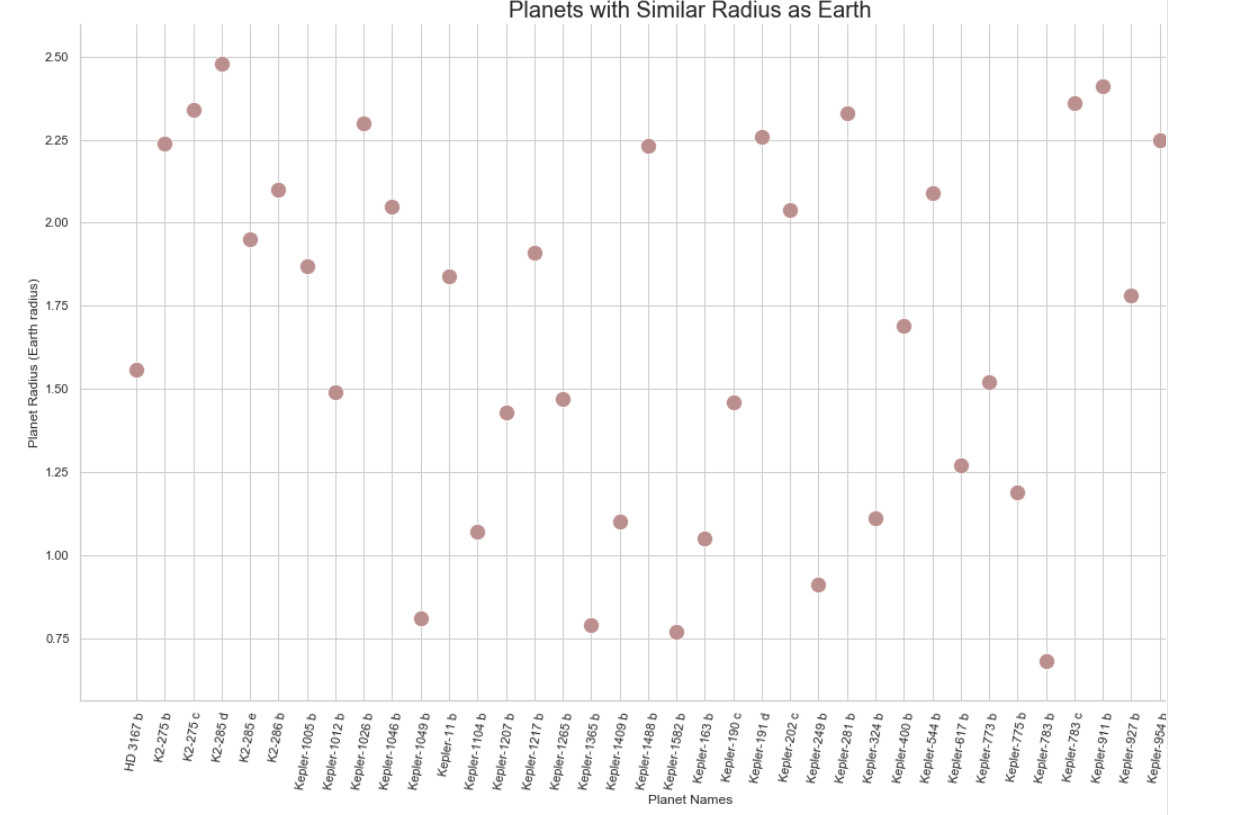 Planets with Similar Radius as Earth
2.50
2.25
2.00
1.75
1.50
1.25
1.00
0.75
Planet Radius (Earth radius)
HD 3167 b
K2-275 b
K2-275 c
K2-285 d
K2-285 e
K2-286 b
Kepler-1005 b
Kepler-1012 b
Kepler-1026 b
Kepler-1046 b
Kepler-1049 b
Kepler-11 b
Kepler-1104 b
Kepler-1207 b
Kepler-1217 b
Kepler-1265 b
Kepler-1365 b
Kepler-1409 b
Kepler-1488 b
Kepler-1582 b
Kepler-163 b
Kepler-190 c
Kepler-191 d
Kepler-202 c
Kepler-249 b
Kepler-281 b
Kepler-324 b
Kepler-400 b
Kepler-544 b
Kepler-617 b
Kepler-773 b
Kepler-775 b
Kepler-783 b
Kepler-783 c
Kepler-911 b
Kepler-927 b
Kepler-954 b
Planet Names